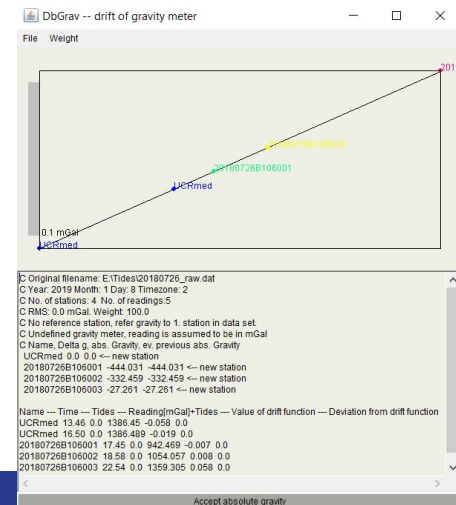 DbGrav -- drift of gravity meter
File Weight
201
20180726B106002
20180726B106001
UCRmed
0.1 mGal
UCRmed
C Original filename: E:\Tides\20180726_raw.dat
C Year: 2019 Month: 1 Day: 8 Timezone: 2
C No. of stations: 4 No. of readings:5
C RMS: 0.0 mGal. Weight: 100.0
C No reference station, refer gravity to 1. station in data set.
C Undefined gravity meter, reading is assumed to be in mGal
C Name, Delta g, abs. Gravity, ev. previous abs. Gravity
UCRmed 0.0 0.0 <-- new station
20180726B106001 -444.031 -444.031 <-- new station
20180726B106002 -332.459 -332.459 <-- new station
20180726B106003 -27.261 -27.261 <-- new station
Name --- Time --- Tides --- Reading[mGal]+Tides --- Value of drift function --- Deviation from drift function
UCRmed 13.46 0.0 1386.45 -0.058 0.0
UCRmed 16.50 0.0 1386.489 -0.019 0.0
20180726B106001 17.45 0.0 942.469 -0.007 0.0
20180726B106002 18.58 0.0 1054.057 0.008 0.0
20180726B106003 22.54 0.0 1359.305 0.058 0.0
Accept absolute gravity